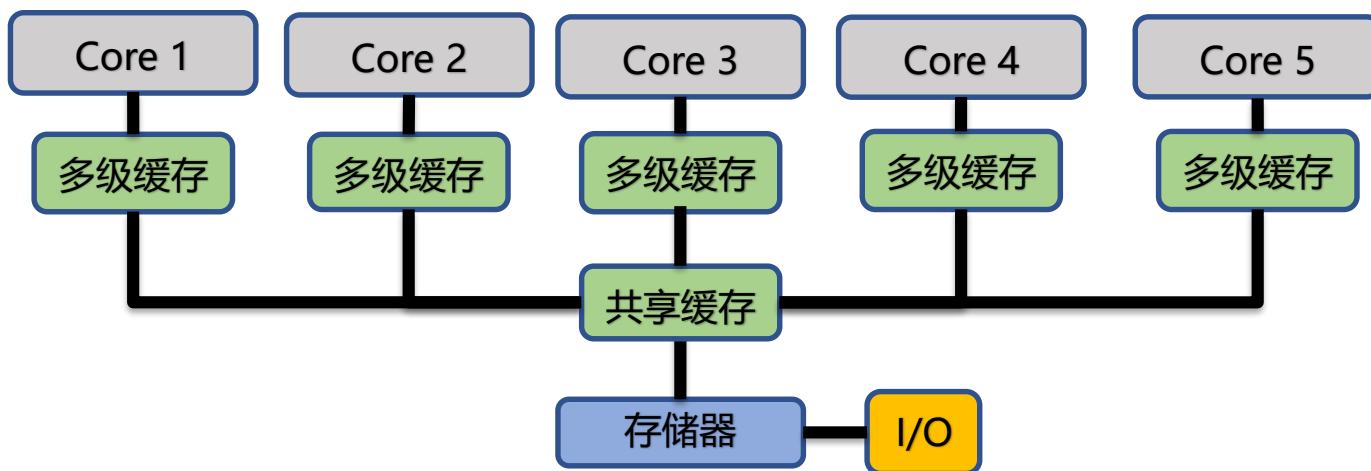 Core 1
Core 2
Core 3
Core 4
Core 5
多级缓存
多级缓存
多级缓存
多级缓存
多级缓存
共享缓存
存储器
I/O